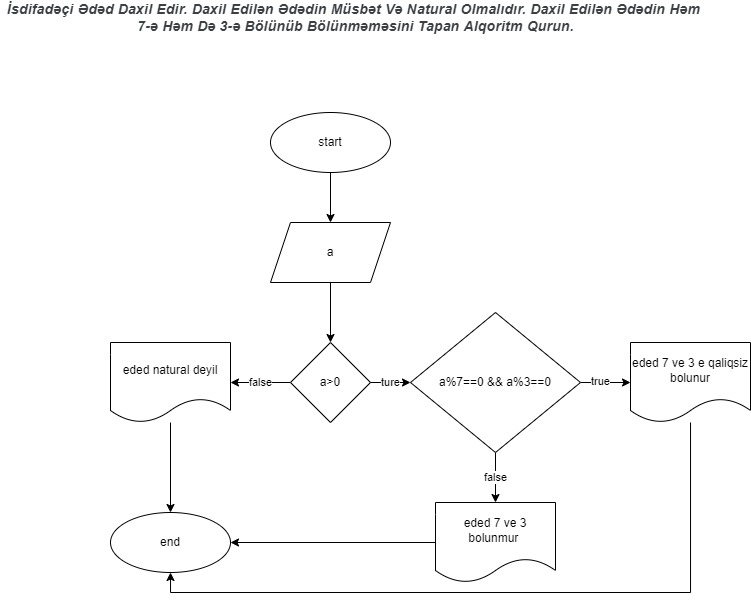 İsdifadəçi Ədəd Daxil Edir. Daxil Edilən Ədədin Müsbət Və Natural Olmalıdır. Daxil Edilən Ədədin Həm
7-ə Həm Də 3-ə Bölünüb Bölünməməsini Tapan Alqoritm Qurun.
start
a
eded natural deyil
false
a>0
ture
a%7==0 && a%3==0
true
eded 7 ve 3 e qaliqsiz
bolunur
false
eded 7 ve 3
bolunmur
end